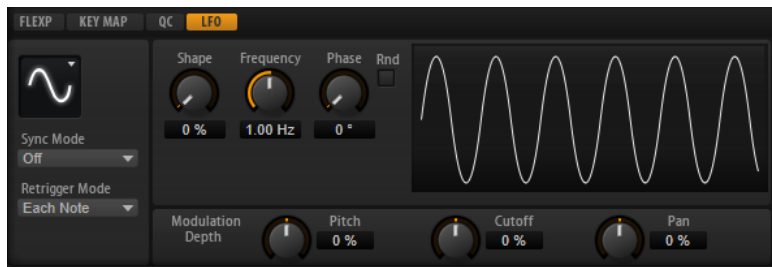 FLEXP KEY MAP QC LFO
Shape Frequency Phase Rnd
0 % 1.00 Hz 0 °
Sync Mode
Off
Retrigger Mode
Each Note
Modulation Depth
Pitch
0 %
Cutoff
0 %
Pan
0 %